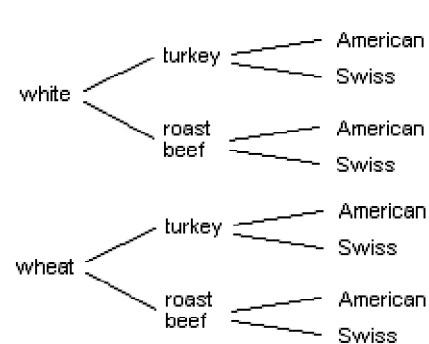 American
turkey
Swiss
white
roast
beef
American
Swiss
American
turkey
Swiss
wheat
roast
beef
American
Swiss